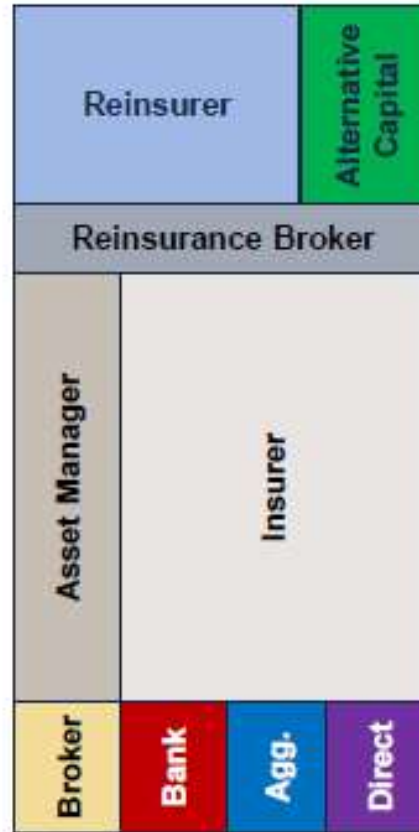 Reinsurer
Alternative
Capital
Reinsurance Broker
Asset Manager
Insurer
Broker
Bank
Agg.
Direct